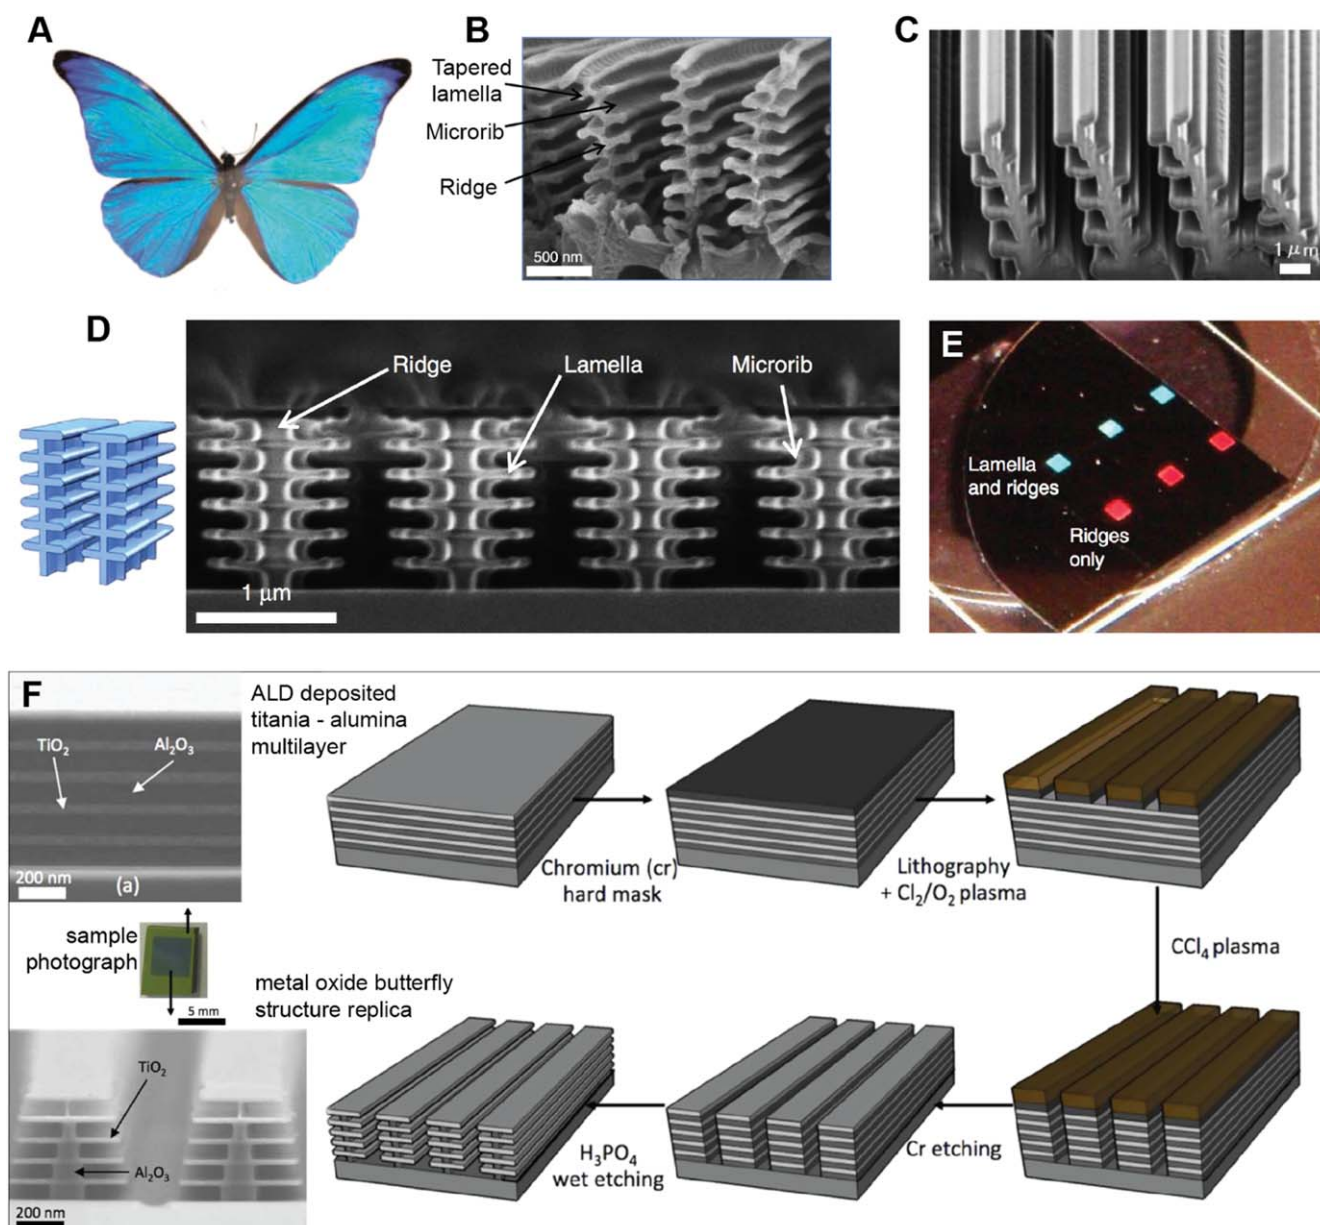 A
B
Tapered
lamella
Microrib
Ridge
500 nm
C
1 μm
D
Ridge
Lamella
Microrib
1 μm
E
Lamella
and ridges
Ridges
only
F
ALD deposited
titania - alumina
multilayer
TiO2
Al2O3
200 nm
(a)
Chromium (cr)
hard mask
Lithography
+ Cl2/O2 plasma
CCl4 plasma
sample
photograph
5 mm
metal oxide butterfly
structure replica
TiO2
Al2O3
200 nm
H3PO4
wet etching
Cr etching